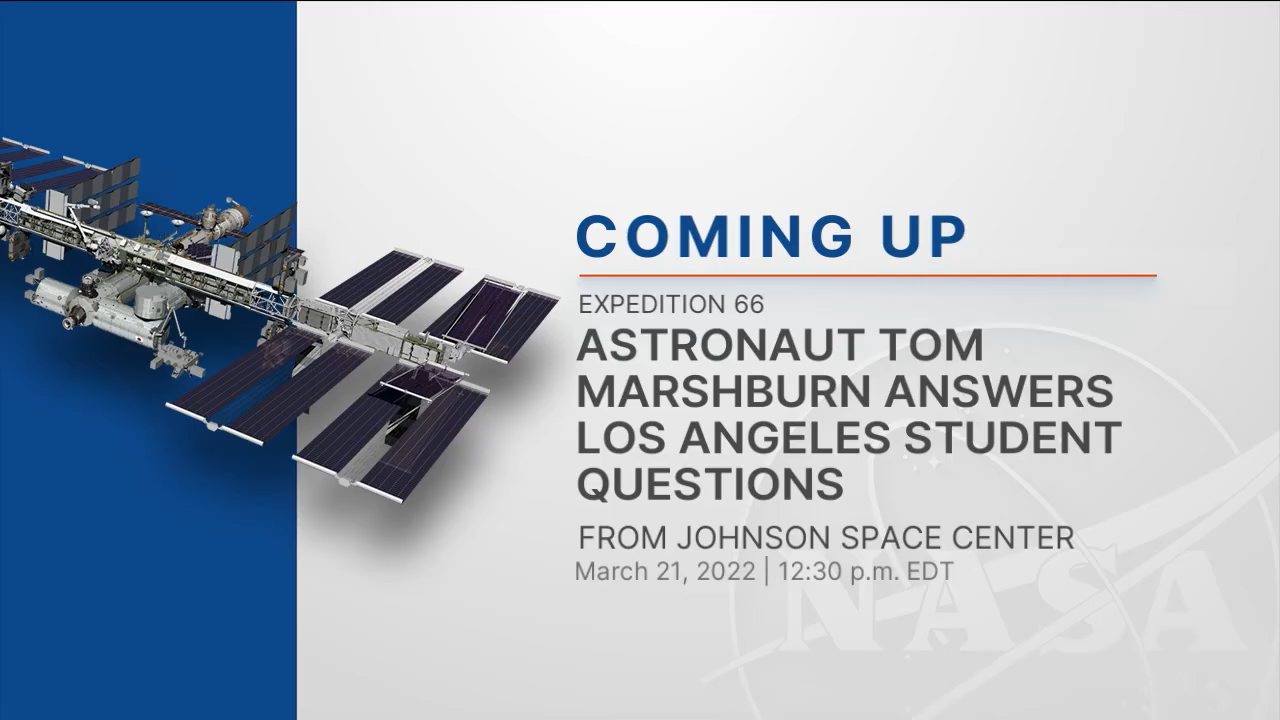 COMING UP
EXPEDITION 66
ASTRONAUT TOM
MARSHBURN ANSWERS
LOS ANGELES STUDENT
QUESTIONS
FROM JOHNSON SPACE CENTER
March 21, 2022 | 12:30 p.m. EDT
NASA